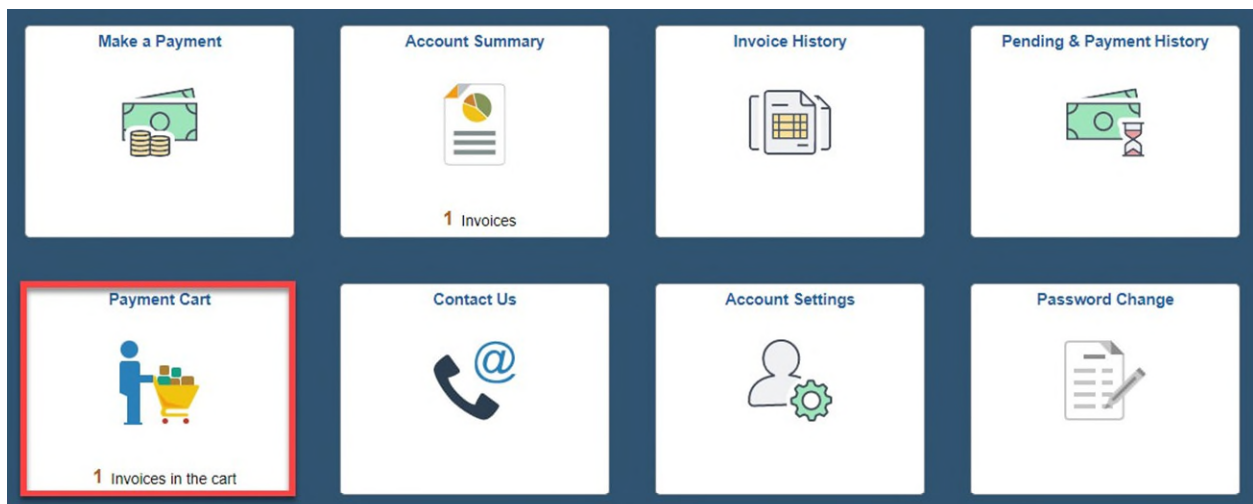 Make a Payment
Account Summary
Invoice History
Pending & Payment History
1 Invoices
Payment Cart
Contact Us
Account Settings
Password Change
@
1 Invoices in the cart